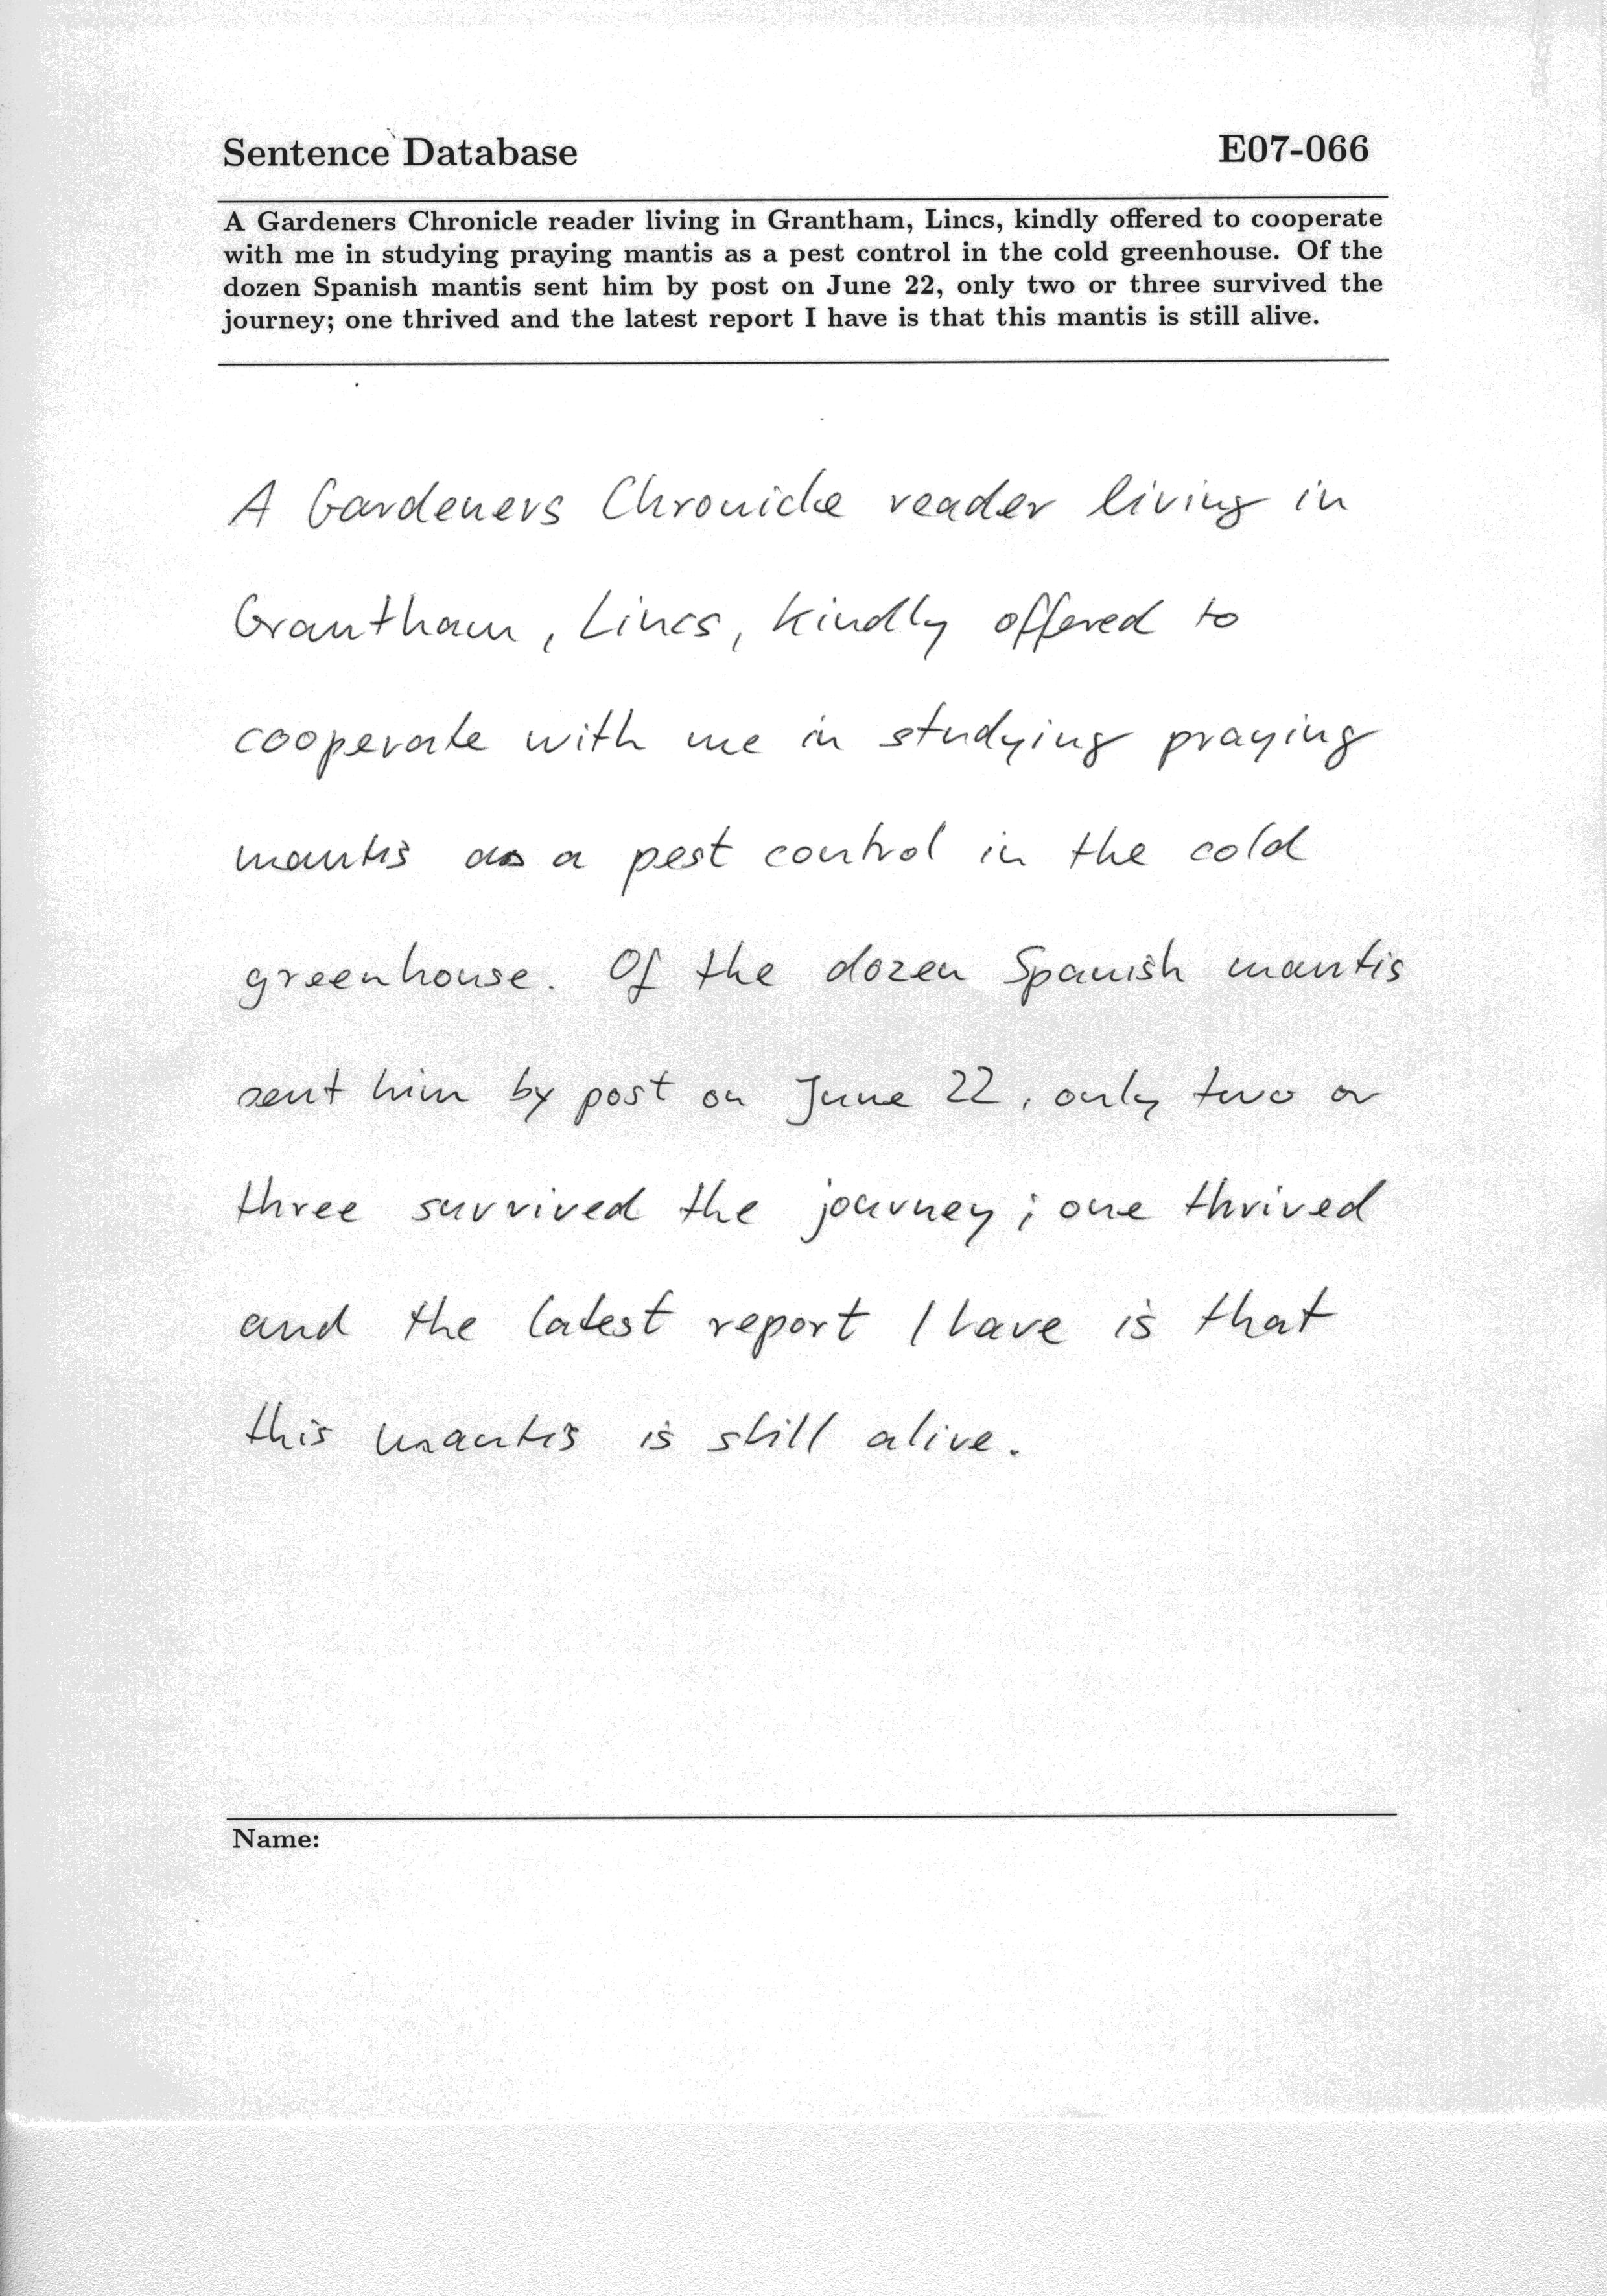 Sentence Database E07-066
A Gardeners Chronicle reader living in Grantham, Lincs, kindly offered to cooperate
with me in studying praying mantis as a pest control in the cold greenhouse. Of the
dozen Spanish mantis sent him by post on June 22, only two or three survived the
journey; one thrived and the latest report I have is that this mantis is still alive.
A Gardeners Chronicle reader living in
Grantham, Lincs, kindly offered to
cooperate with me in studying praying
mantis as a pest control in the cold
greenhouse. Of the dozen Spanish mantis
sent him by post on June 22, only two or
three survived the journey; one thrived
and the latest report I have is that
this mantis is still alive.
Name: